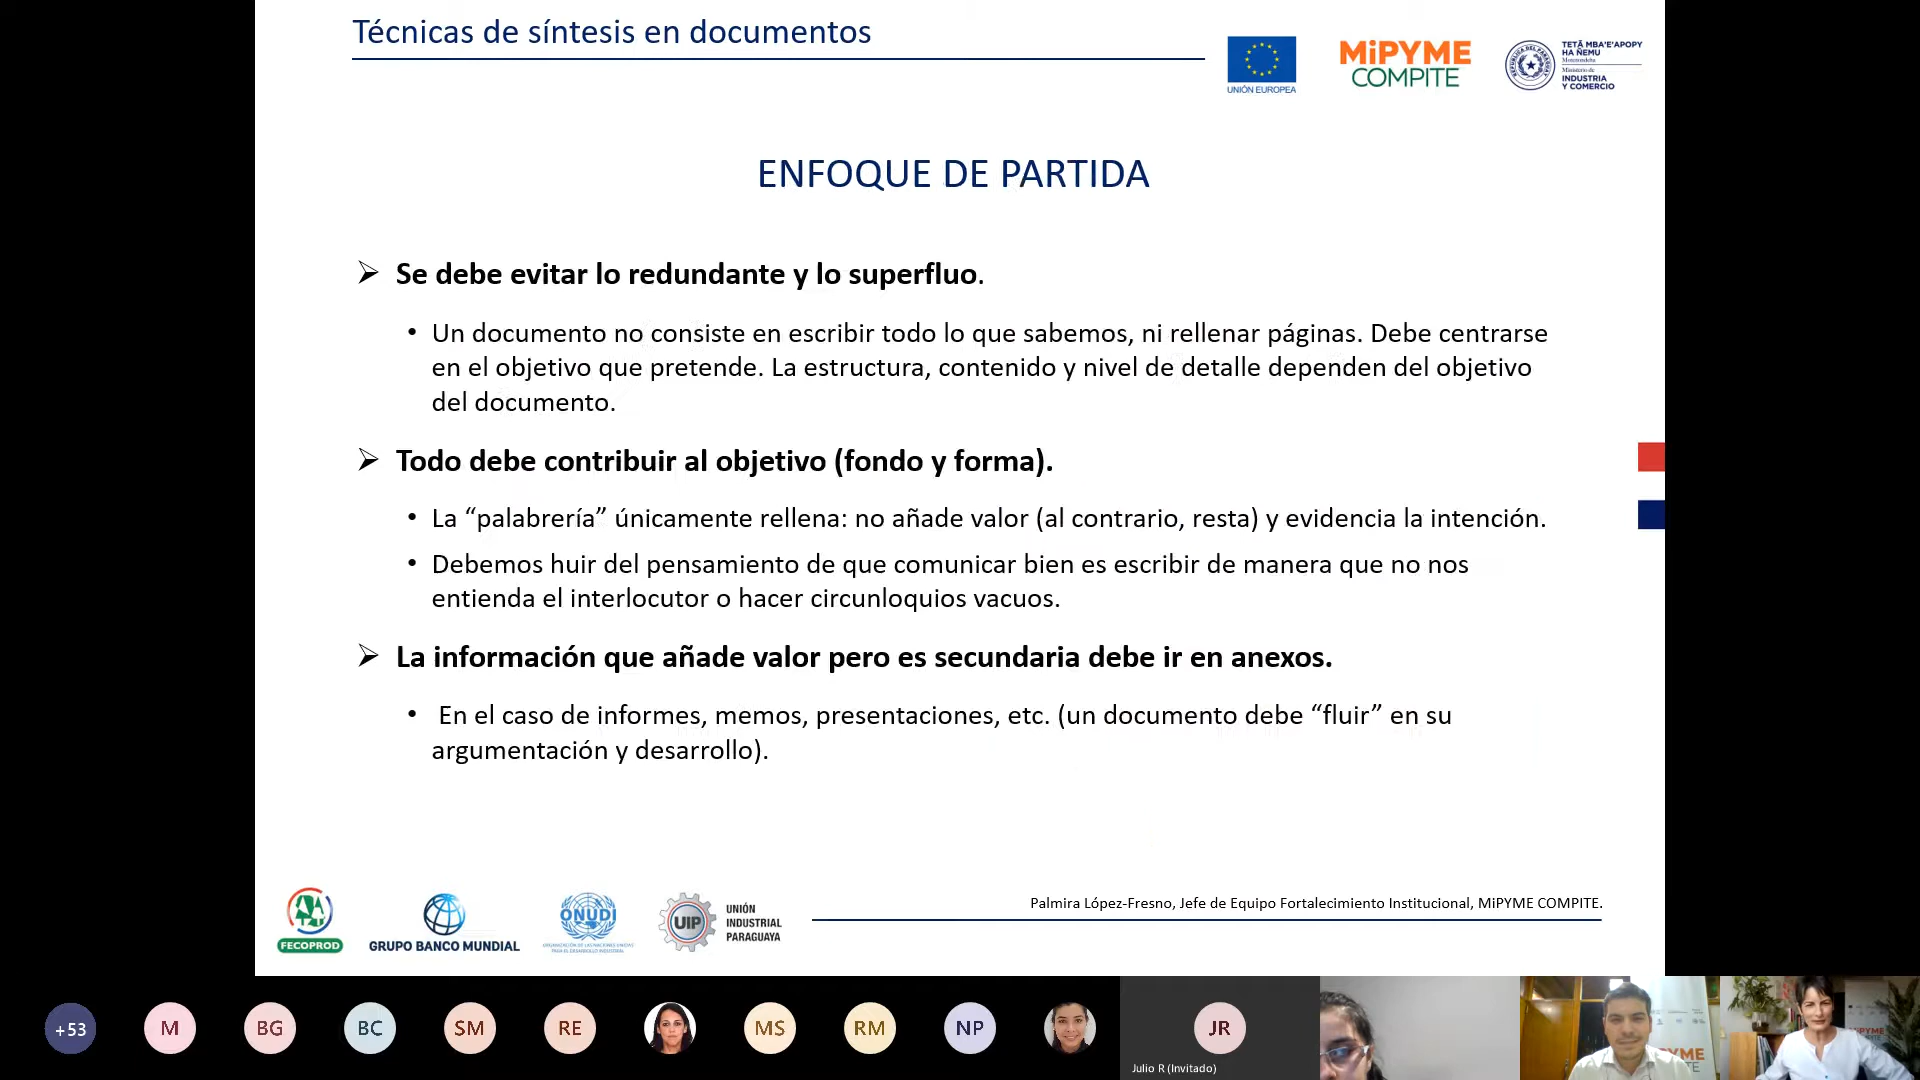 Técnicas de síntesis en documentos
UNIÓN EUROPEA
MiPYME
COMPITE
TETÃ MBA'E'APOPY
HA ÑEMU
Ministerio de
INDUSTRIA
Y COMERCIO
ENFOQUE DE PARTIDA
Se debe evitar lo redundante y lo superfluo.
• Un documento no consiste en escribir todo lo que sabemos, ni rellenar páginas. Debe centrarse
en el objetivo que pretende. La estructura, contenido y nivel de detalle dependen del objetivo
del documento.
Todo debe contribuir al objetivo (fondo y forma).
• La “palabrería” únicamente rellena: no añade valor (al contrario, resta) y evidencia la intención.
• Debemos huir del pensamiento de que comunicar bien es escribir de manera que no nos
entienda el interlocutor o hacer circunloquios vacuos.
La información que añade valor pero es secundaria debe ir en anexos.
• En el caso de informes, memos, presentaciones, etc. (un documento debe “fluir” en su
argumentación y desarrollo).
FECOPROD
GRUPO BANCO MUNDIAL
ONUDI
UIP
UNIÓN
INDUSTRIAL
PARAGUAYA
Palmira López-Fresno, Jefe de Equipo Fortalecimiento Institucional, MiPYME COMPITE.
+53
M
BG
BC
SM
RE
MS
RM
NP
JR
Julio R (Invitado)